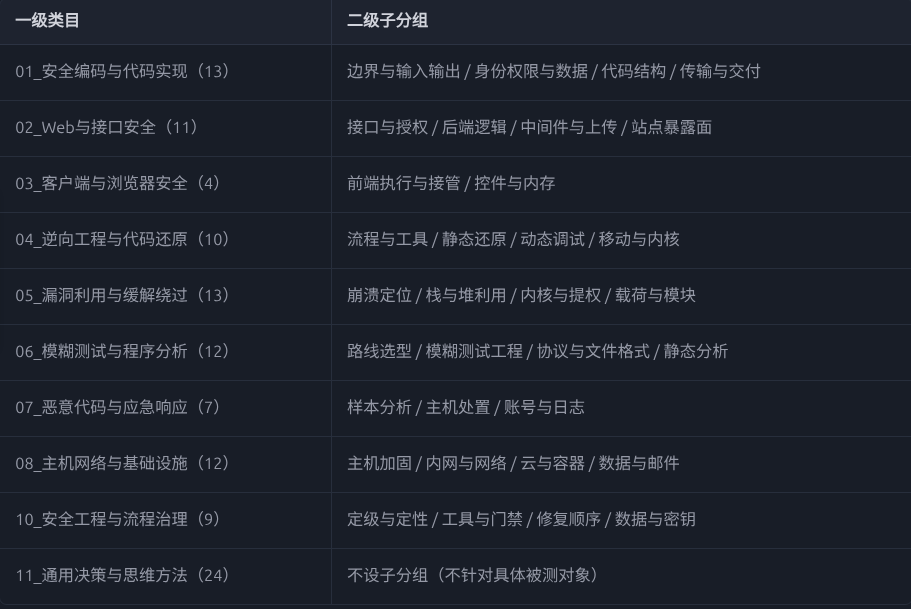 一级类目 二级子分组
01_安全编码与代码实现（13） 边界与输入输出 / 身份权限与数据 / 代码结构 / 传输与交付
02_Web与接口安全（11） 接口与授权 / 后端逻辑 / 中间件与上传 / 站点暴露面
03_客户端与浏览器安全（4） 前端执行与接管 / 控件与内存
04_逆向工程与代码还原（10） 流程与工具 / 静态还原 / 动态调试 / 移动与内核
05_漏洞利用与缓解绕过（13） 崩溃定位 / 栈与堆利用 / 内核与提权 / 载荷与模块
06_模糊测试与程序分析（12） 路线选型 / 模糊测试工程 / 协议与文件格式 / 静态分析
07_恶意代码与应急响应（7） 样本分析 / 主机处置 / 账号与日志
08_主机网络与基础设施（12） 主机加固 / 内网与网络 / 云与容器 / 数据与邮件
10_安全工程与流程治理（9） 定级与定性 / 工具与门禁 / 修复顺序 / 数据与密钥
11_通用决策与思维方法（24） 不设子分组（不针对具体被测对象）